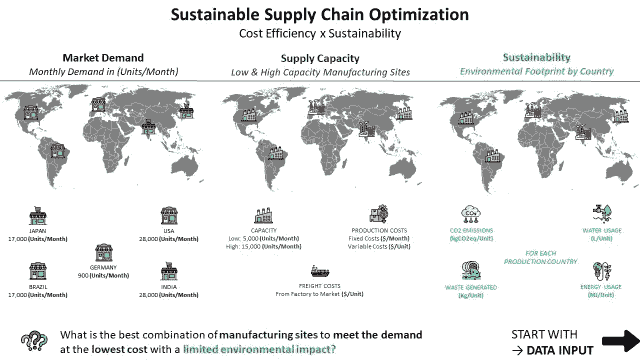 Sustainable Supply Chain Optimization
Cost Efficiency x Sustainability
Market Demand
Monthly Demand in (Units/Month)
Supply Capacity
Low & High Capacity Manufacturing Sites
Sustainability
Environmental Footprint by Country
JAPAN
17,000 (Units/Month)
USA
28,000 (Units/Month)
GERMANY
900 (Units/Month)
BRAZIL
17,000 (Units/Month)
INDIA
28,000 (Units/Month)
CAPACITY
Low: 5,000 (Units/Month)
High: 15,000 (Units/Month)
PRODUCTION COSTS
Fixed Costs ($/Month)
Variable Costs ($/Unit)
FREIGHT COSTS
From Factory to Market ($/Unit)
CO2
CO2 EMISSIONS
(kgCO2eq/Unit)
WATER USAGE
(L/Unit)
FOR EACH
PRODUCTION COUNTRY
WASTE GENERATED
(Kg/Unit)
ENERGY USAGE
(MJ/Unit)
What is the best combination of manufacturing sites to meet the demand
at the lowest cost with a limited environmental impact?
START WITH
→ DATA INPUT